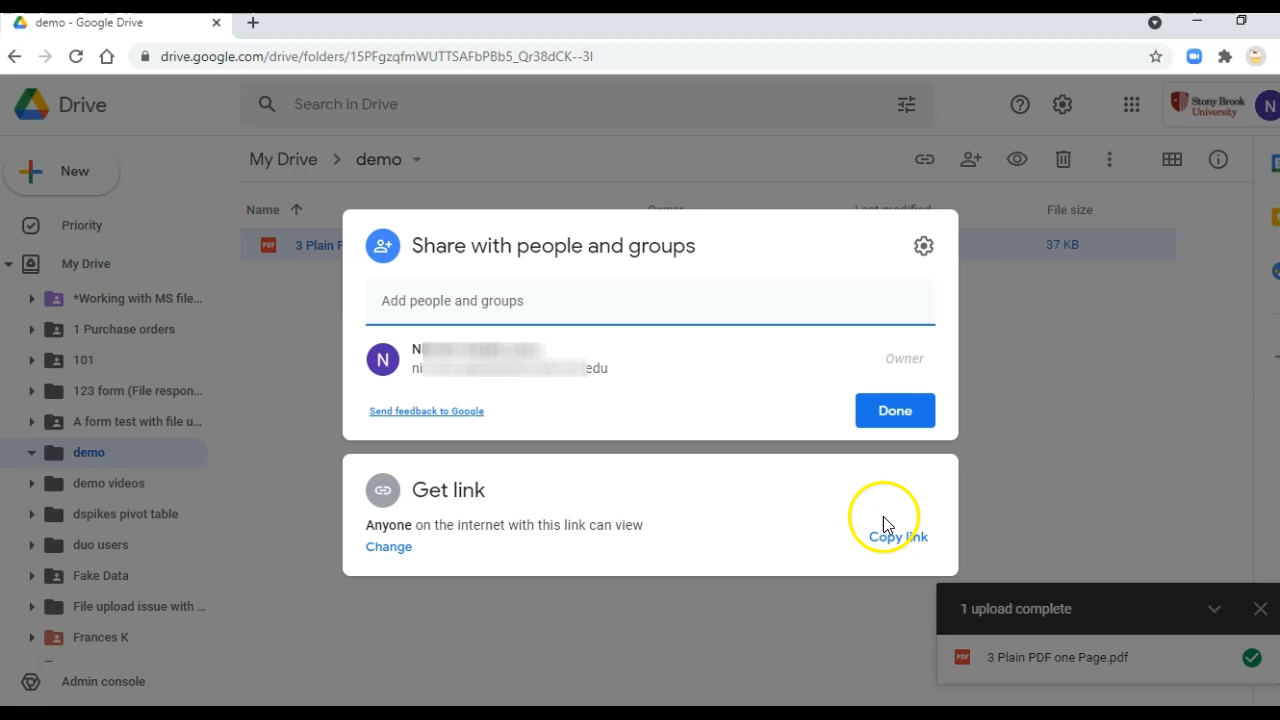 demo - Google Drive
drive.google.com/drive/folders/15PFgzqfmWUTTSAFbPBb5_Qr38dCK--3I
Drive
Search in Drive
Stony Brook
University
N
New
My Drive
demo
Name
File size
Priority
3 Plain
37 KB
My Drive
Share with people and groups
*Working with MS file...
Add people and groups
1 Purchase orders
101
N
Owner
edu
123 form (File respon...
Send feedback to Google
Done
A form test with file u...
demo
demo videos
Get link
dspikes pivot table
Anyone on the internet with this link can view
Copy link
Change
duo users
Fake Data
File upload issue with ...
1 upload complete
Frances K
PDF
3 Plain PDF one Page.pdf
Admin console